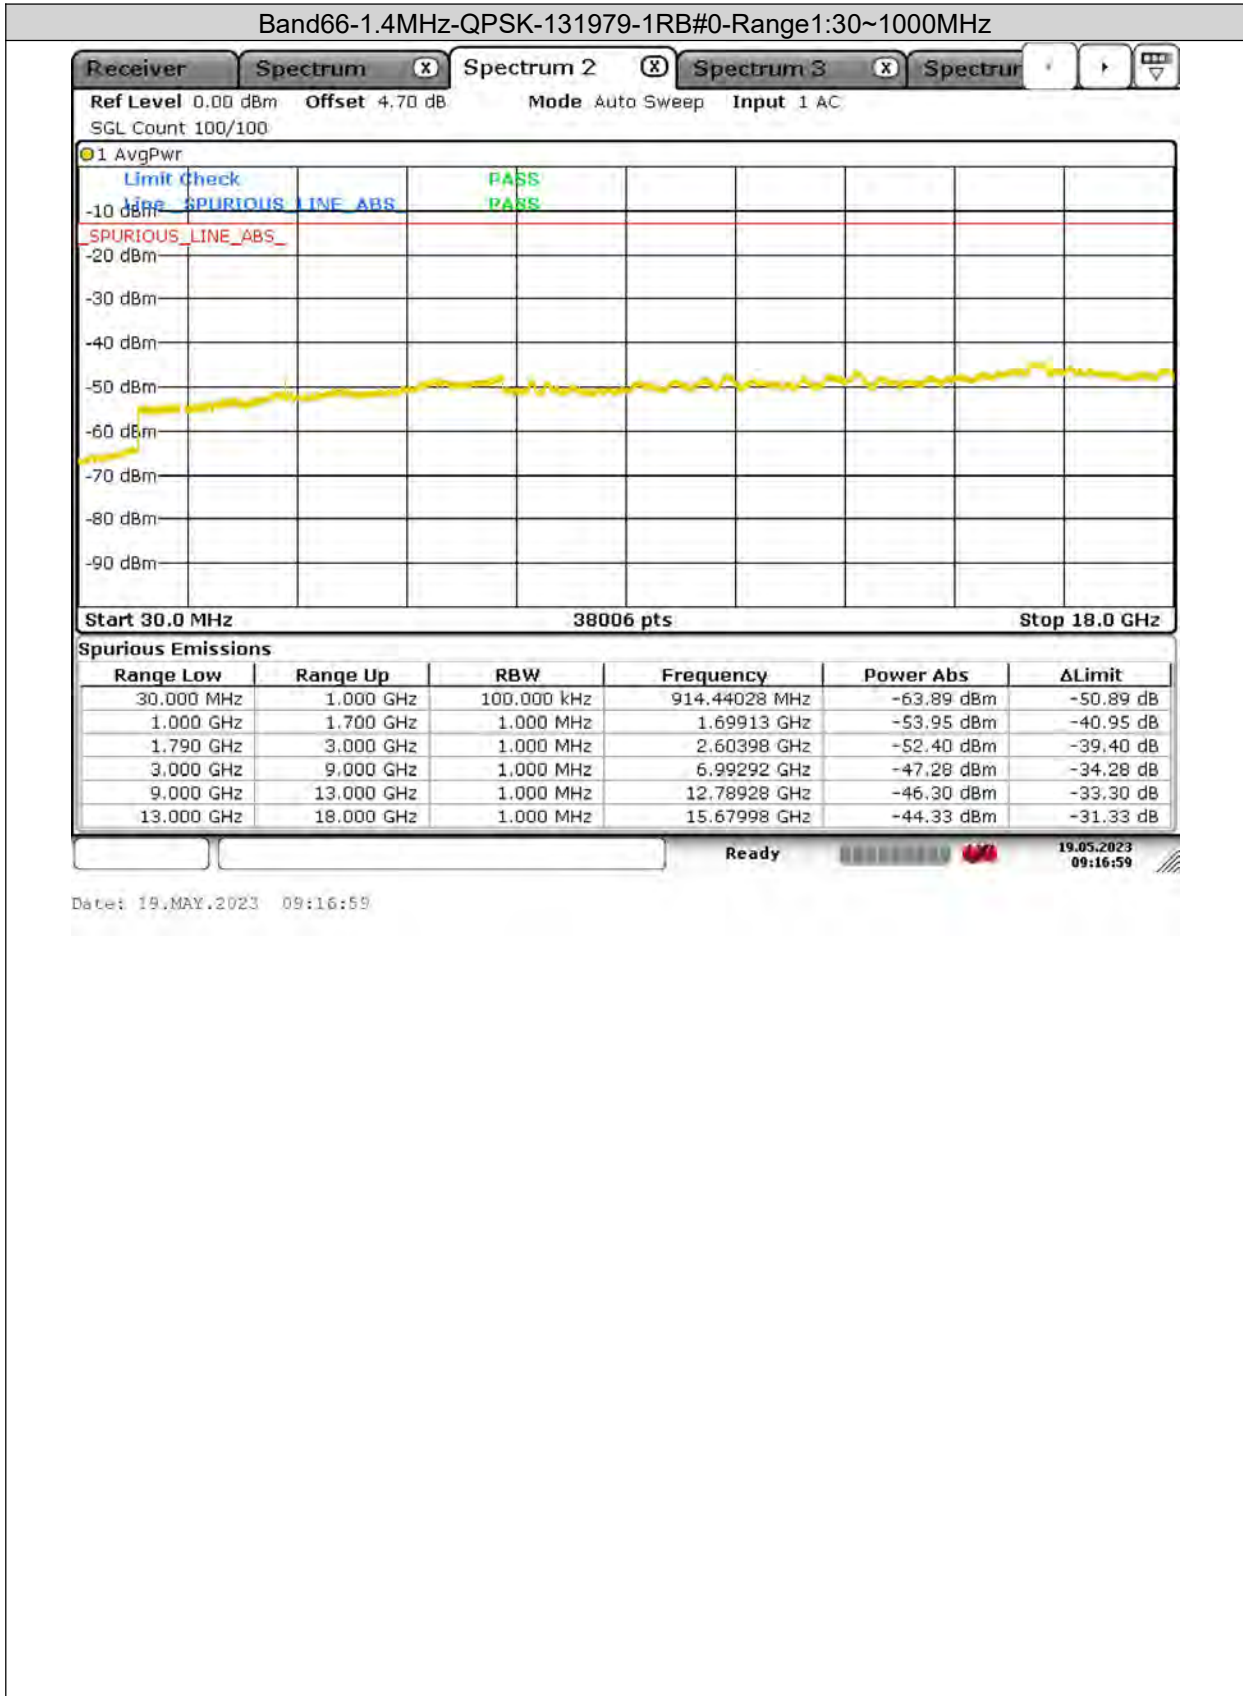 Band66-1.4MHz-QPSK-131979-1RB#0-Range1:30~1000MHz
Receiver Spectrum X Spectrum 2 X Spectrum 3 X Spectrur
Ref Level 0.00 dBm Offset 4.70 dB Mode Auto Sweep Input 1 AC
SGL Count 100/100
1 AvgPwr
Limit Check PASS
Line _SPURIOUS_LINE_ABS_ PASS
-10 dBm
_SPURIOUS_LINE_ABS_
-20 dBm
-30 dBm
-40 dBm
-50 dBm
-60 dBm
-70 dBm
-80 dBm
-90 dBm
Start 30.0 MHz 38006 pts Stop 18.0 GHz
Spurious Emissions
Range Low Range Up RBW Frequency Power Abs ΔLimit
30.000 MHz 1.000 GHz 100.000 kHz 914.44028 MHz -63.89 dBm -50.89 dB
1.000 GHz 1.700 GHz 1.000 MHz 1.69913 GHz -53.95 dBm -40.95 dB
1.790 GHz 3.000 GHz 1.000 MHz 2.60398 GHz -52.40 dBm -39.40 dB
3.000 GHz 9.000 GHz 1.000 MHz 6.99292 GHz -47.28 dBm -34.28 dB
9.000 GHz 13.000 GHz 1.000 MHz 12.78928 GHz -46.30 dBm -33.30 dB
13.000 GHz 18.000 GHz 1.000 MHz 15.67998 GHz -44.33 dBm -31.33 dB
Ready 19.05.2023
09:16:59
Date: 19.MAY.2023 09:16:59